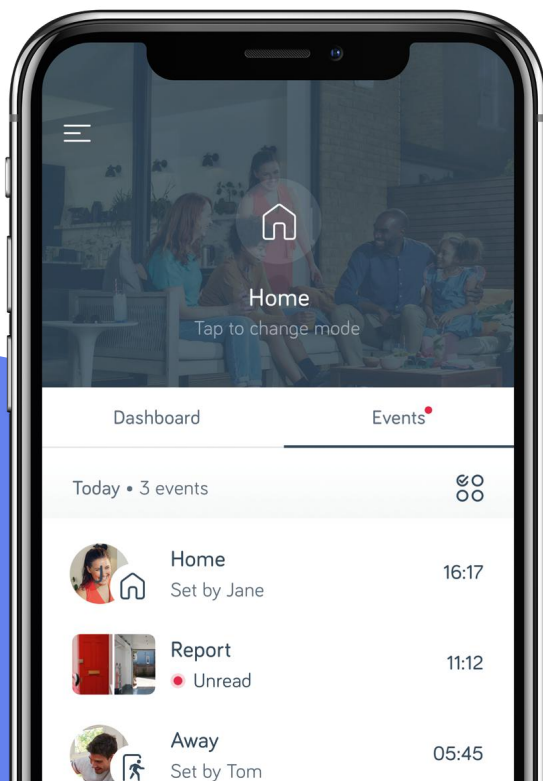 Home
Tap to change mode
Dashboard Events
Today • 3 events
Home
Set by Jane
16:17
Report
Unread
11:12
Away
Set by Tom
05:45